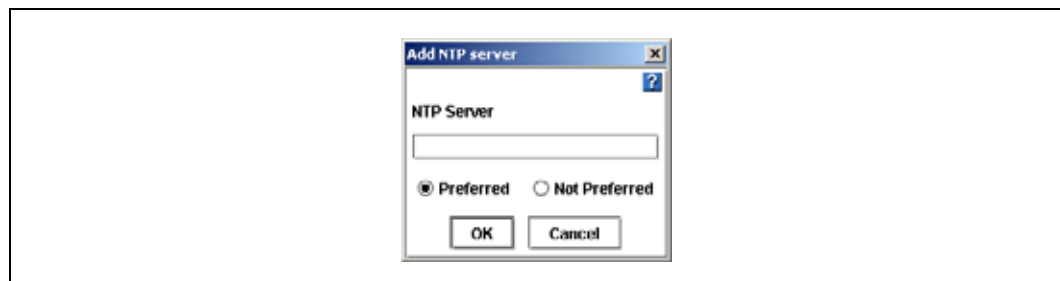 Add NTP server
?
NTP Server
Preferred Not Preferred
OK Cancel